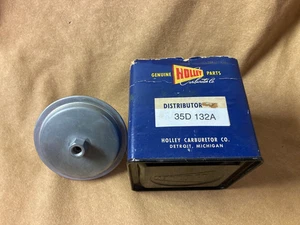 GENUINE HOLLEY PARTS
DISTRIBUTOR
35D 132A
HOLLEY CARBURETOR CO.
DETROIT, MICHIGAN